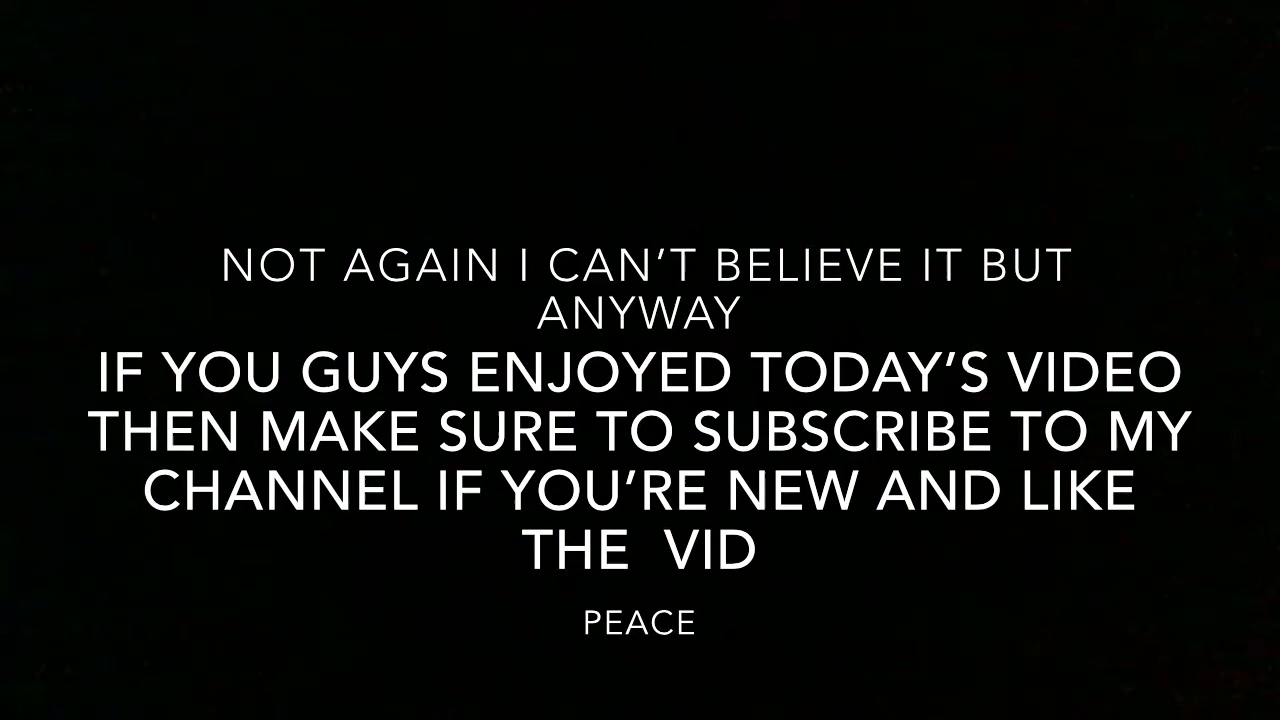 NOT AGAIN I CAN’T BELIEVE IT BUT
ANYWAY
IF YOU GUYS ENJOYED TODAY’S VIDEO
THEN MAKE SURE TO SUBSCRIBE TO MY
CHANNEL IF YOU’RE NEW AND LIKE
THE  VID
PEACE